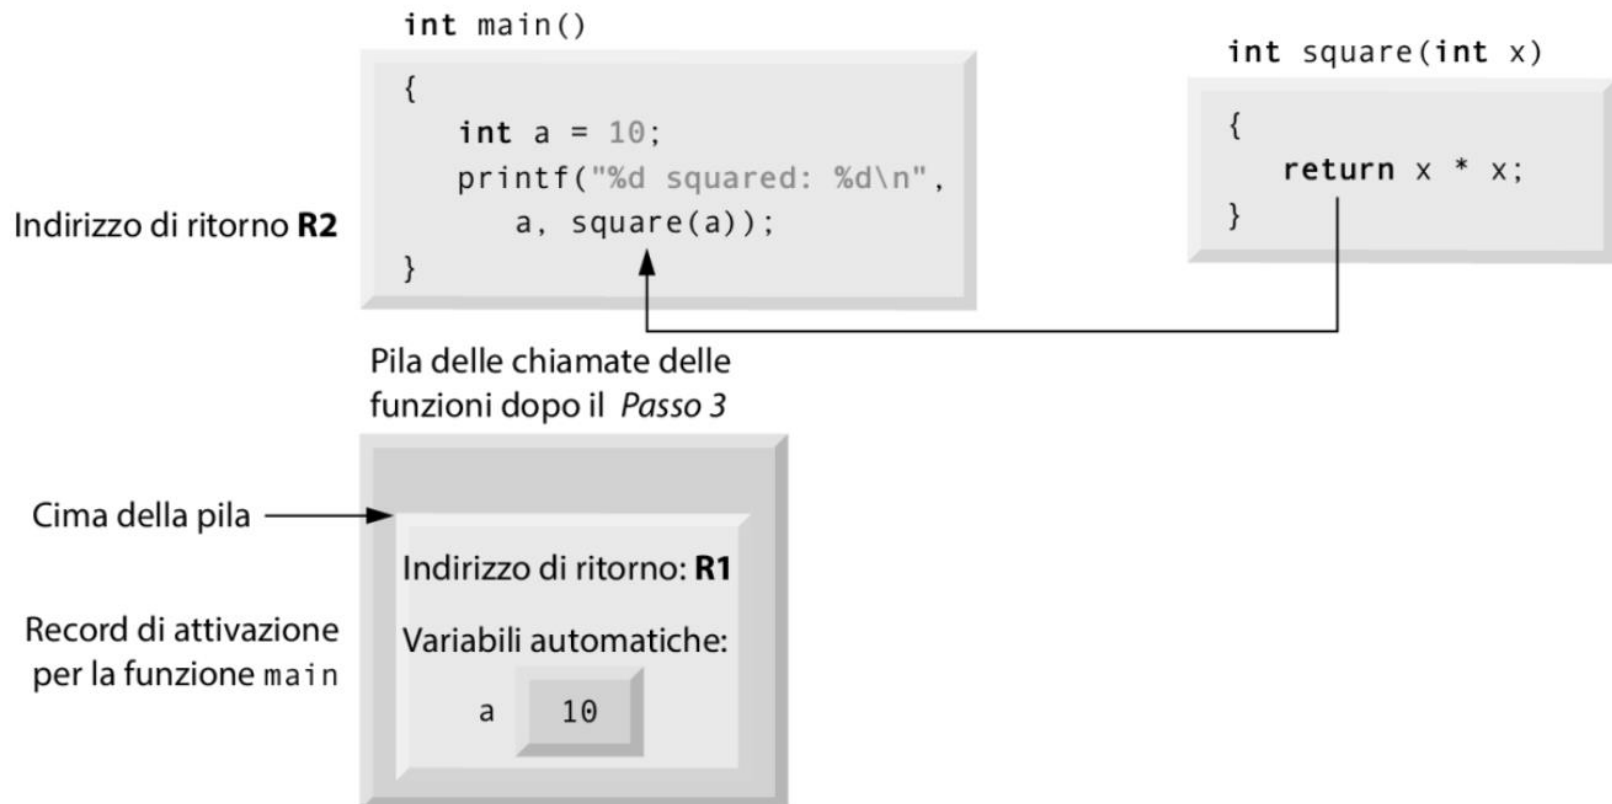 int main()
{
int a = 10;
printf("%d squared: %d\n",
a, square(a));
}
Indirizzo di ritorno R2
int square(int x)
{
return x * x;
}
Pila delle chiamate delle
funzioni dopo il Passo 3
Cima della pila
Indirizzo di ritorno: R1
Variabili automatiche:
a 10
Record di attivazione
per la funzione main